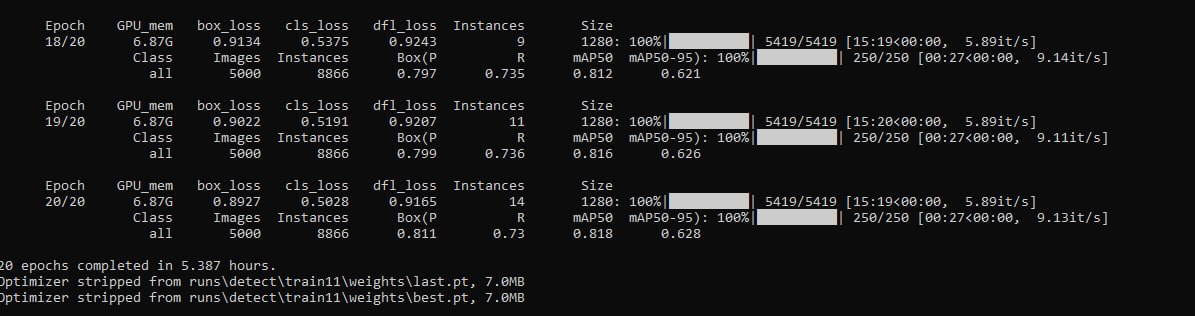 Epoch GPU_mem box_loss cls_loss dfl_loss Instances Size
18/20 6.87G 0.9134 0.5375 0.9243 9 1280: 100%|██████████| 5419/5419 [15:19<00:00, 5.89it/s]
Class Images Instances Box(P R mAP50 mAP50-95): 100%|██████████| 250/250 [00:27<00:00, 9.14it/s]
all 5000 8866 0.797 0.735 0.812 0.621
Epoch GPU_mem box_loss cls_loss dfl_loss Instances Size
19/20 6.87G 0.9022 0.5191 0.9207 11 1280: 100%|██████████| 5419/5419 [15:20<00:00, 5.89it/s]
Class Images Instances Box(P R mAP50 mAP50-95): 100%|██████████| 250/250 [00:27<00:00, 9.11it/s]
all 5000 8866 0.799 0.736 0.816 0.626
Epoch GPU_mem box_loss cls_loss dfl_loss Instances Size
20/20 6.87G 0.8927 0.5028 0.9165 14 1280: 100%|██████████| 5419/5419 [15:19<00:00, 5.89it/s]
Class Images Instances Box(P R mAP50 mAP50-95): 100%|██████████| 250/250 [00:27<00:00, 9.13it/s]
all 5000 8866 0.811 0.73 0.818 0.628
20 epochs completed in 5.387 hours.
Optimizer stripped from runs\detect\train11\weights\last.pt, 7.0MB
Optimizer stripped from runs\detect\train11\weights\best.pt, 7.0MB